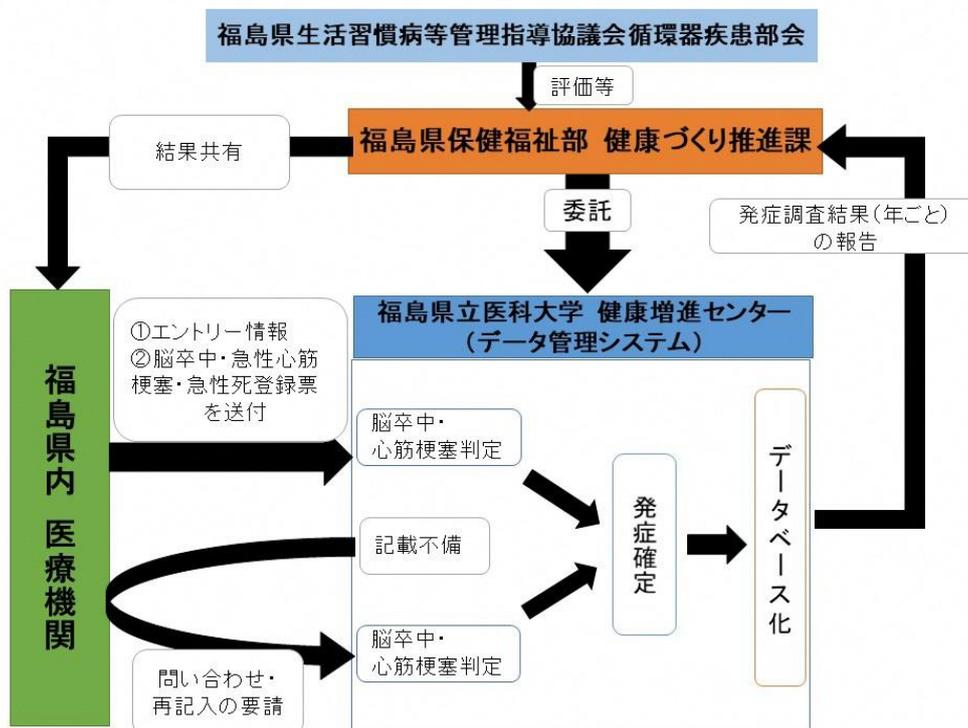 福島県生活習慣病等管理指導協議会循環器疾患部会
評価等
福島県保健福祉部 健康づくり推進課
結果共有
委託
発症調査結果(年ごと)
の報告
福島県立医科大学 健康増進センター
(データ管理システム)
①エントリー情報
②脳卒中・急性心筋
梗塞・急性死登録票
を送付
福島県内 医療機関
脳卒中・
心筋梗塞判定
記載不備
脳卒中・
心筋梗塞判定
問い合わせ・
再記入の要請
発症確定
データベース化